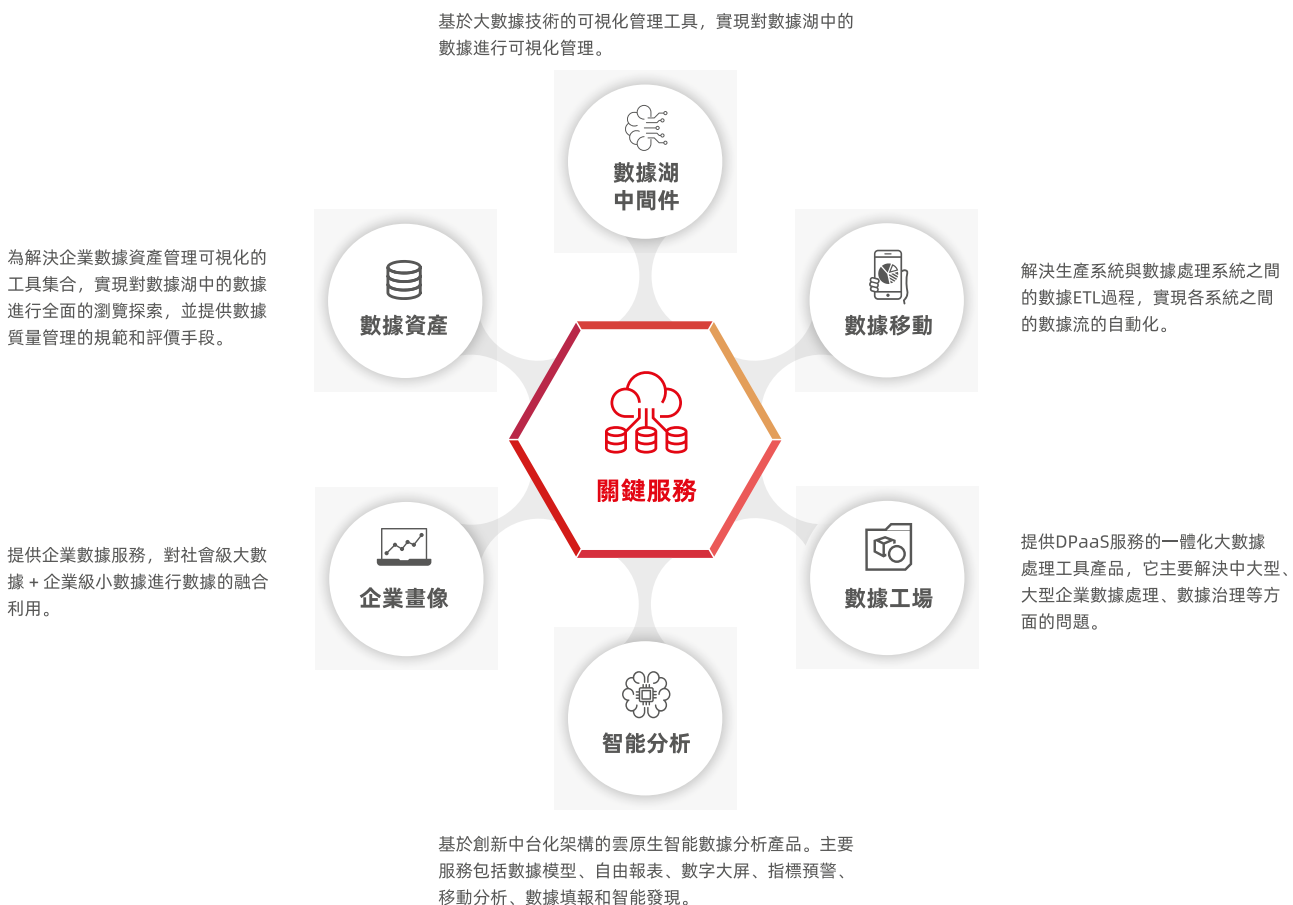 基於大數據技術的可視化管理工具，實現對數據湖中的
數據進行可視化管理。
數據湖
中間件
為解決企業數據資產管理可視化的
工具集合，實現對數據湖中的數據
進行全面的瀏覽探索，並提供數據
質量管理的規範和評價手段。
數據資產
數據移動
解決生產系統與數據處理系統之間
的數據ETL過程，實現各系統之間
的數據流的自動化。
關鍵服務
提供企業數據服務，對社會級大數
據 + 企業級小數據進行數據的融合
利用。
企業畫像
數據工場
提供DPaaS服務的一體化大數據
處理工具產品，它主要解決中大型、
大型企業數據處理、數據治理等方
面的問題。
智能分析
基於創新中台化架構的雲原生智能數據分析產品。主要
服務包括數據模型、自由報表、數字大屏、指標預警、
移動分析、數據填報和智能發現。